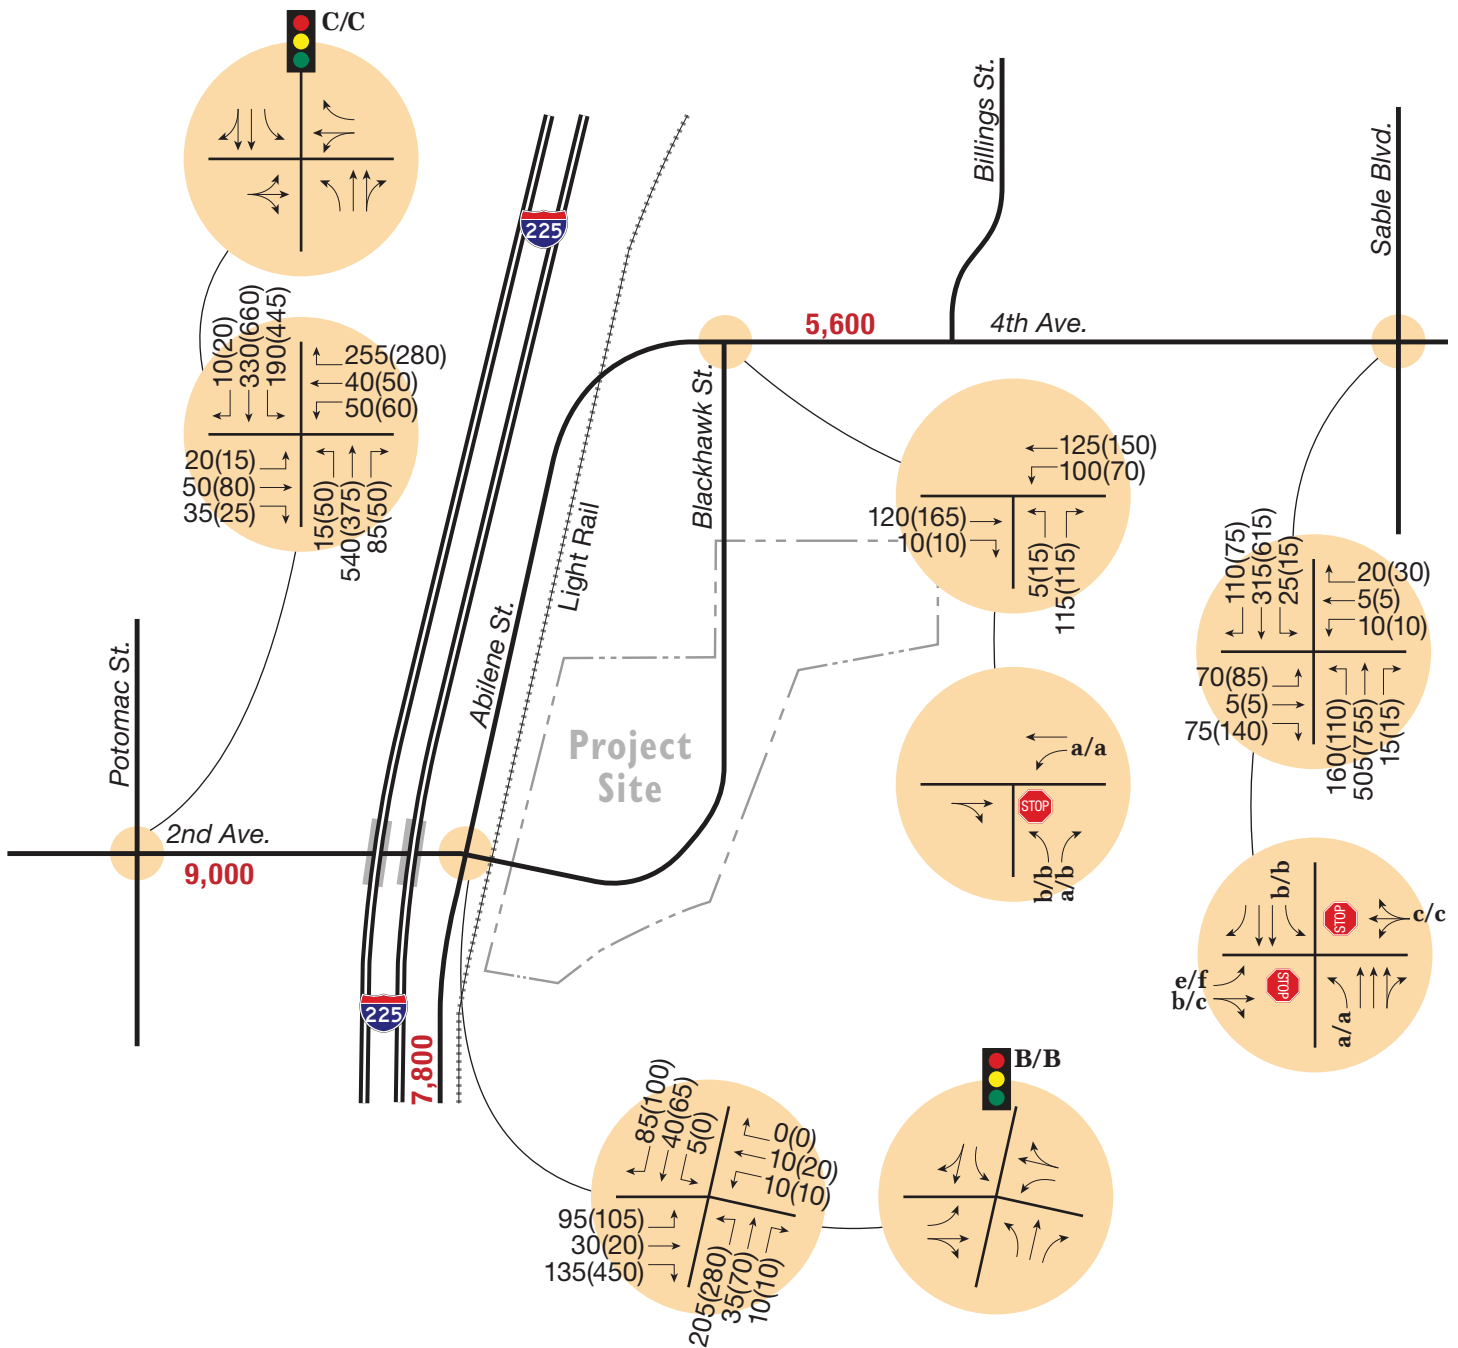 C/C
225
Billings St.
Sable Blvd.
10(20)
330(660)
190(445)
255(280)
40(50)
50(60)
20(15)
50(80)
35(25)
15(50)
540(375)
85(50)
5,600
4th Ave.
Blackhawk St.
125(150)
100(70)
120(165)
10(10)
5(15)
115(115)
Light Rail
Abilene St.
110(75)
315(615)
25(15)
20(30)
5(5)
10(10)
70(85)
5(5)
75(140)
160(110)
505(755)
15(15)
Potomac St.
Project
Site
a/a
STOP
b/b
a/b
2nd Ave.
9,000
b/b
STOP
c/c
e/f
b/c
STOP
a/a
225
7,800
85(100)
40(65)
5(0)
0(0)
10(20)
10(10)
95(105)
30(20)
135(450)
205(280)
35(70)
10(10)
B/B